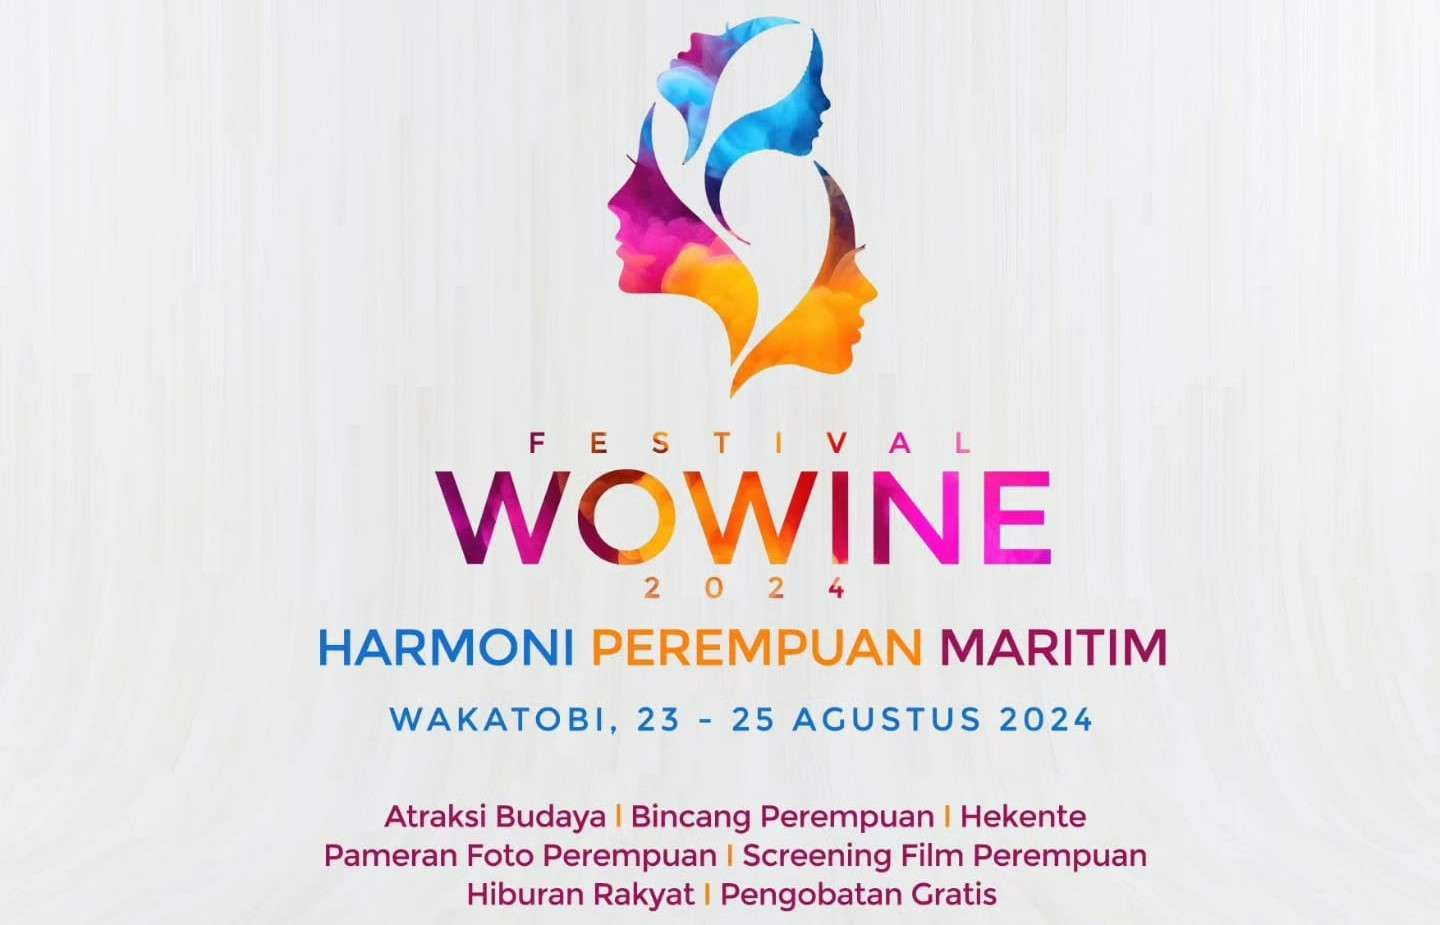 FESTIVAL
WOWINE
2024
HARMONI PEREMPUAN MARITIM
WAKATOBI, 23 - 25 AGUSTUS 2024
Atraksi Budaya | Bincang Perempuan | Hekente
Pameran Foto Perempuan | Screening Film Perempuan
Hiburan Rakyat | Pengobatan Gratis